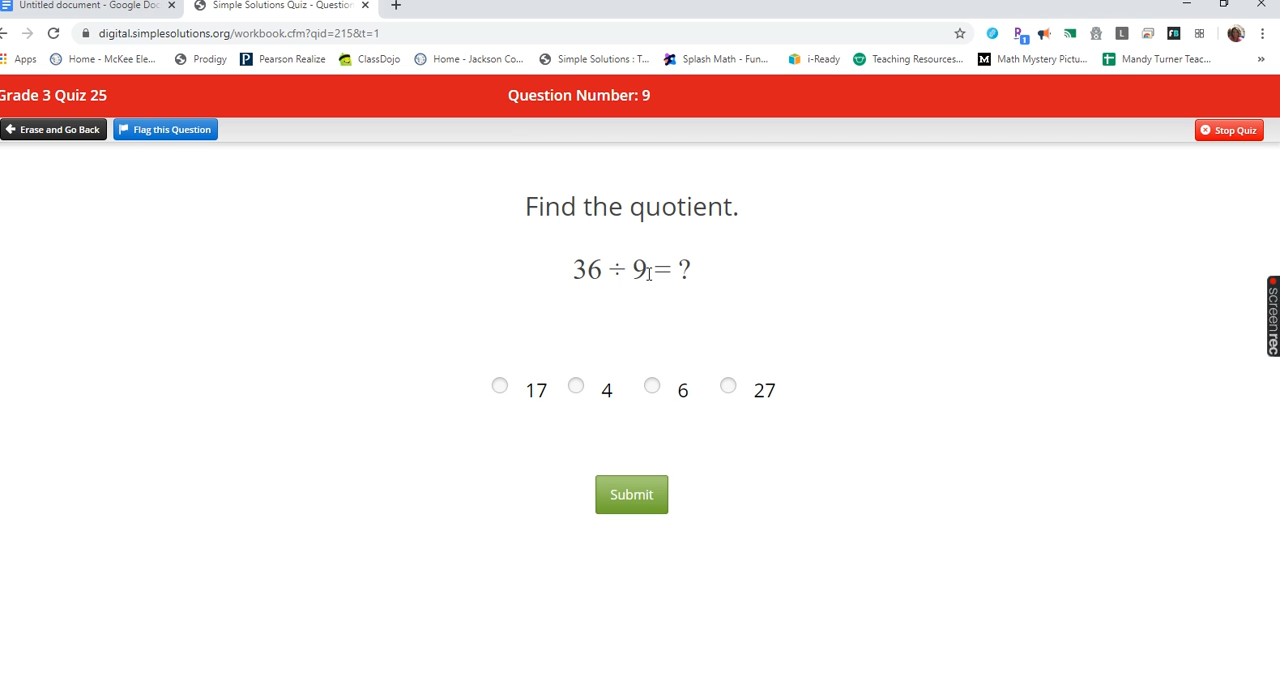 Untitled document - Google Doc
Simple Solutions Quiz - Question
digital.simplesolutions.org/workbook.cfm?qid=215&t=1
Apps Home - McKee Ele... Prodigy Pearson Realize ClassDojo Home - Jackson Co... Simple Solutions : T... Splash Math - Fun... i-Ready Teaching Resources... Math Mystery Pictu... Mandy Turner Teac... »
Grade 3 Quiz 25
Question Number: 9
Erase and Go Back
Flag this Question
Stop Quiz
Find the quotient.
36 ÷ 9 = ?
17 4 6 27
Submit
screenrec